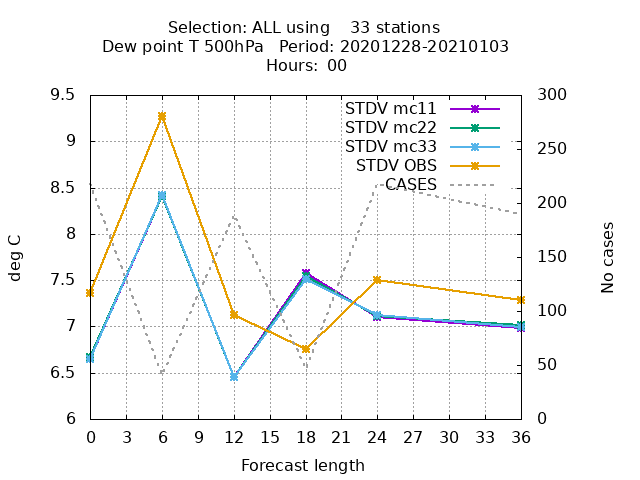 Selection: ALL using    33 stations
Dew point T 500hPa   Period: 20201228-20210103
Hours:  00
9.5
9
8.5
8
7.5
7
6.5
6
300
250
200
150
100
50
0
STDV mc11
STDV mc22
STDV mc33
STDV OBS
CASES
deg C
No cases
0 3 6 9 12 15 18 21 24 27 30 33 36
Forecast length